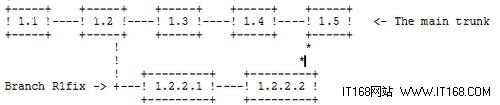 +-----+    +-----+    +-----+    +-----+    +-----+
! 1.1 !----! 1.2 !----! 1.3 !----! 1.4 !----! 1.5 !    <- The main trunk
+-----+    +-----+    +-----+    +-----+    +-----+
!                              *
!                             *
!   +---------+    +---------+
Branch R1fix -> +---! 1.2.2.1 !----! 1.2.2.2 !
+---------+    +---------+
IT168网站 WWW.IT168.COM